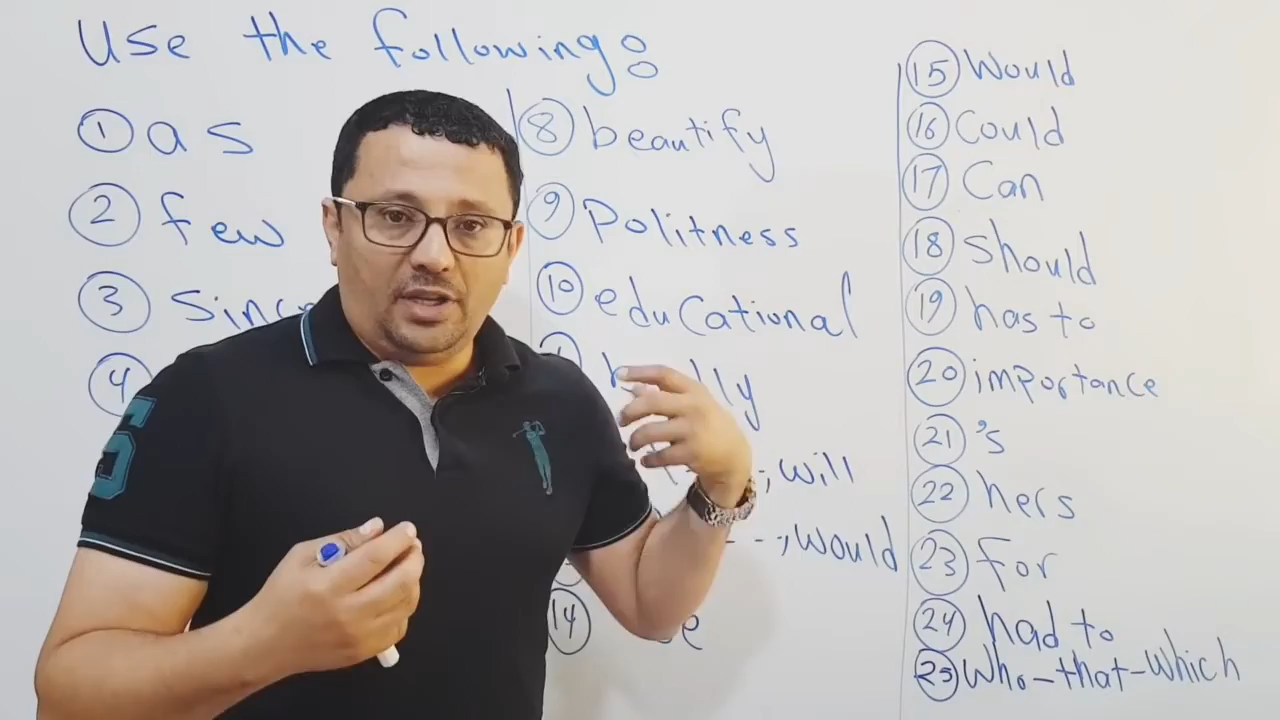 Use the following:
① as
② few
③
④
⑧ beautify
⑨ Politness
⑩ educational
; will
- - ; would
⑭
⑮ Would
⑯ Could
⑰ Can
⑱ Should
⑲ has to
⑳ importance
㉑ 's
㉒ hers
㉓ for
㉔ had to
㉕ Who-that-which